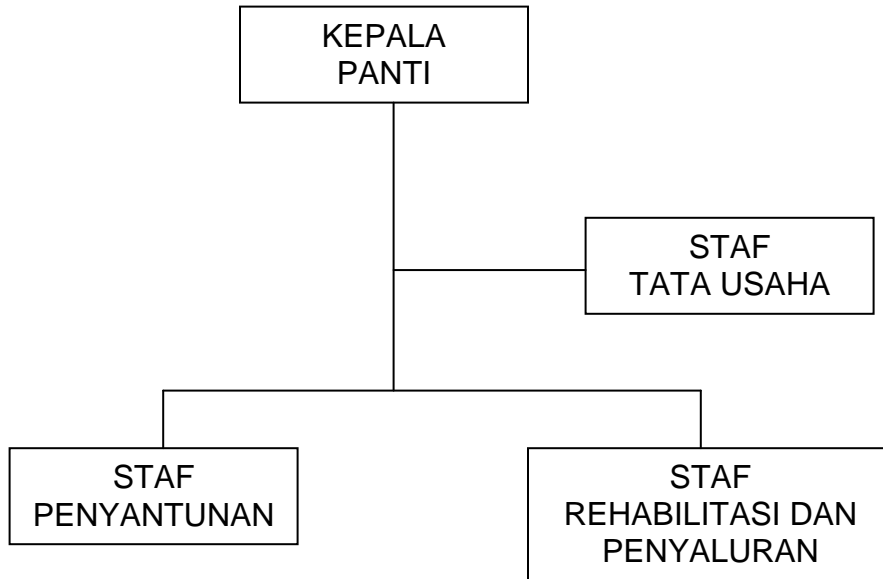 KEPALA
PANTI
STAF
TATA USAHA
STAF
PENYANTUNAN
STAF
REHABILITASI DAN
PENYALURAN